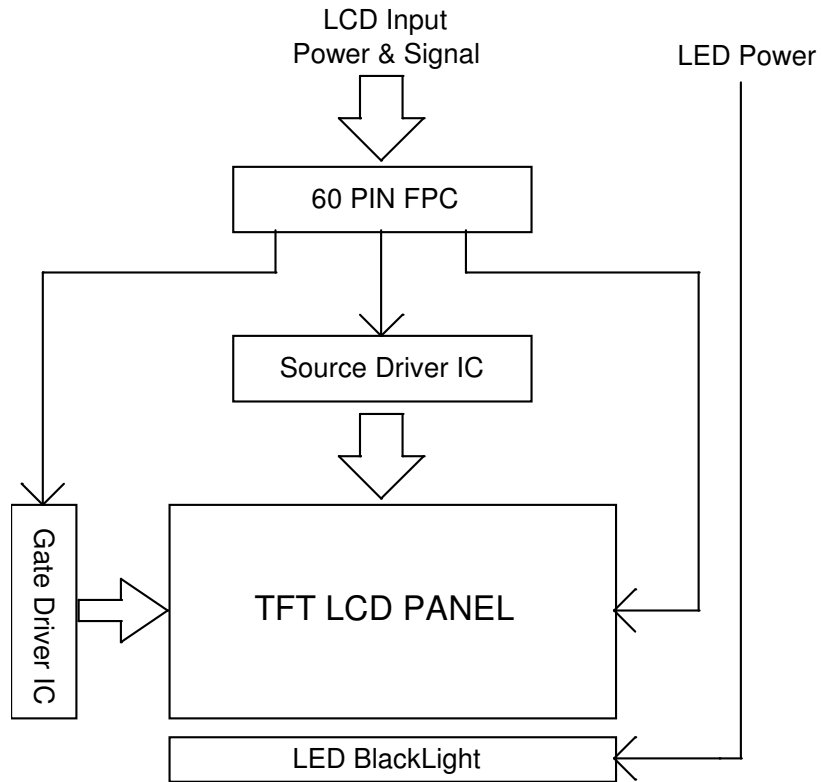 LCD Input
Power & Signal
LED Power
60 PIN FPC
Source Driver IC
Gate Driver IC
TFT LCD PANEL
LED BlackLight